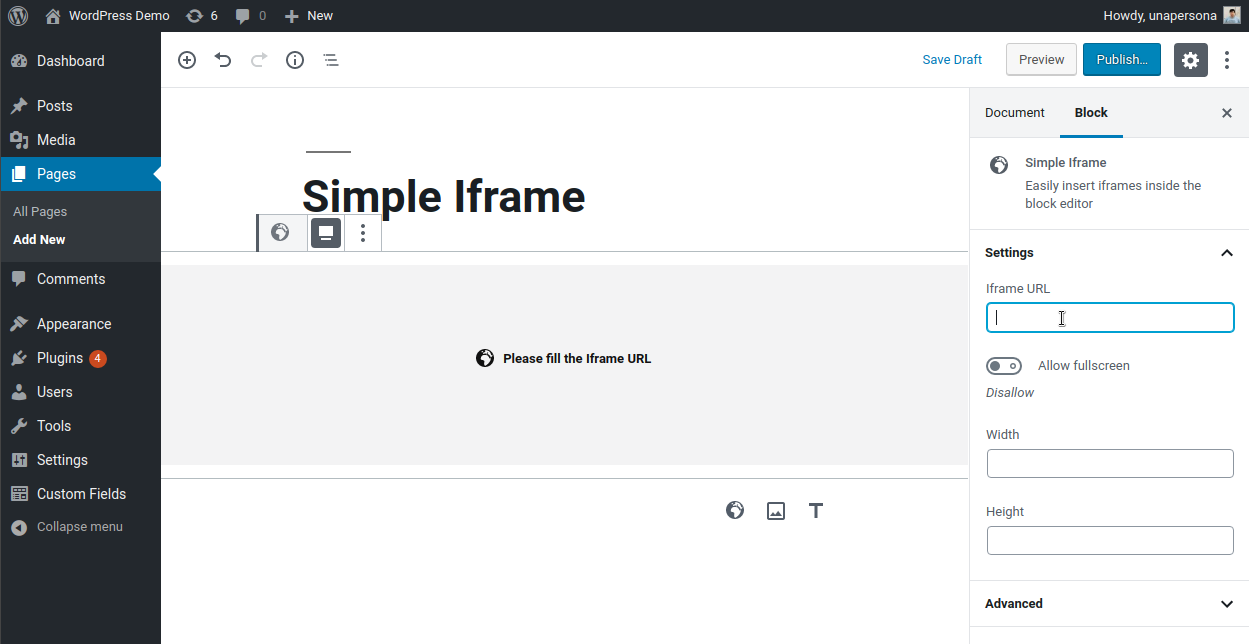 WordPress Demo 6 0 New Howdy, unapersona
Dashboard
Posts
Media
Pages
All Pages
Add New
Comments
Appearance
Plugins 4
Users
Tools
Settings
Custom Fields
Collapse menu
Save Draft Preview Publish...
Simple Iframe
Please fill the Iframe URL
Document Block
Simple Iframe
Easily insert iframes inside the
block editor
Settings
Iframe URL
Allow fullscreen
Disallow
Width
Height
Advanced